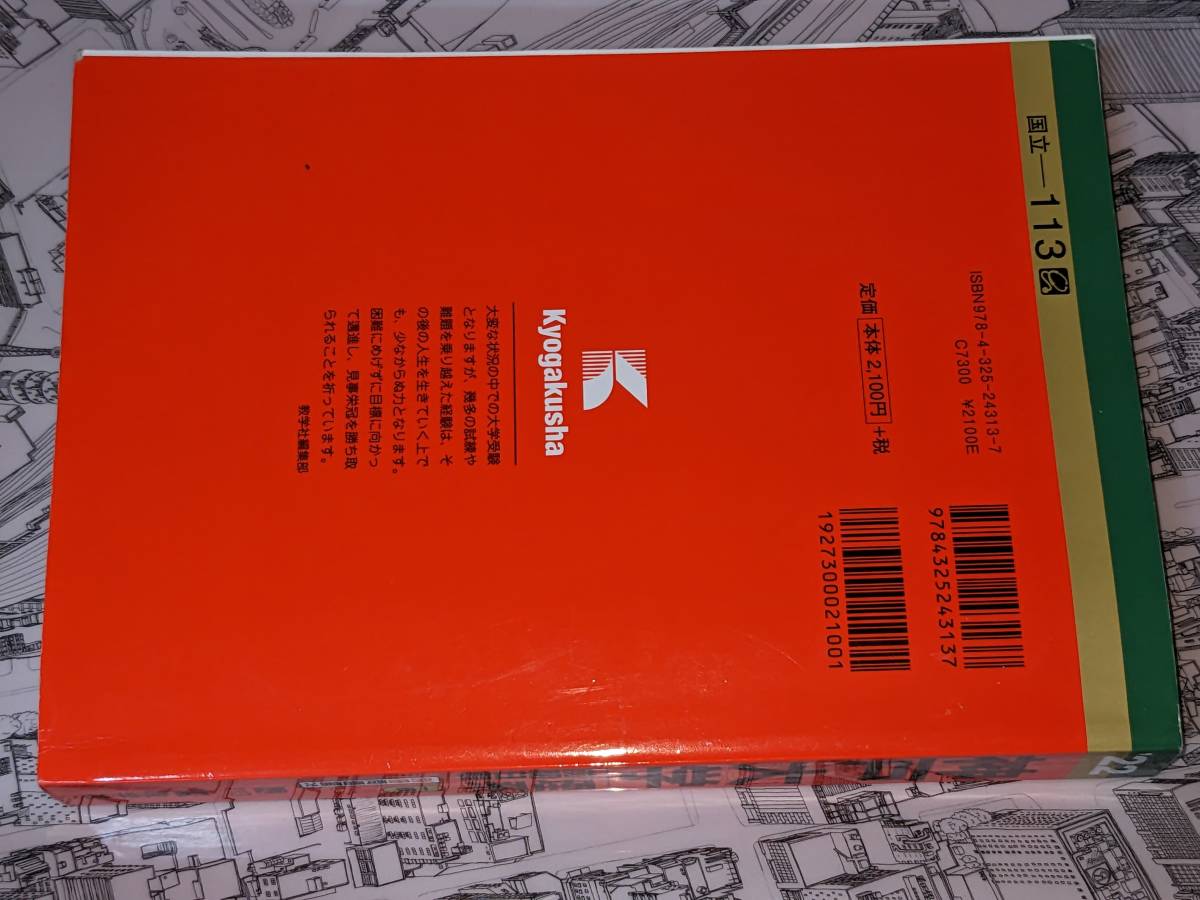 国立―113
ISBN978-4-325-24313-7
C7300 ¥2100E
定価 本体 2,100円 +税
9784325243137
1927300021001
Kyogakusha
大変な状況の中での大学受験
となりますが、幾多の試練や
難題を乗り越えた経験は、そ
の後の人生を生きていく上で
も、少なからぬ力となります。
困難にめげずに目標に向かっ
て邁進し、見事栄冠を勝ち取
られることを祈っています。
教学社編集部